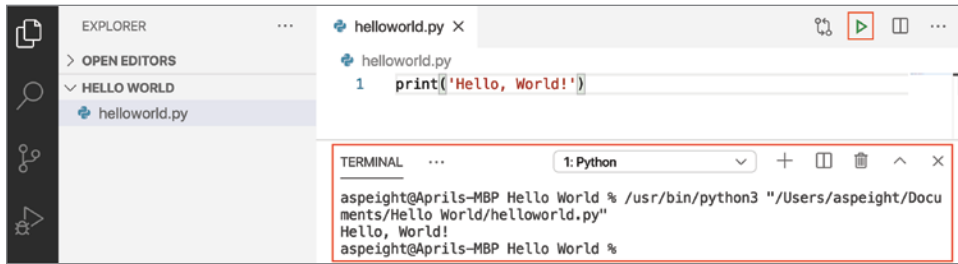 EXPLORER ...
OPEN EDITORS
HELLO WORLD
helloworld.py
helloworld.py
helloworld.py
1 print('Hello, World!')
TERMINAL ... 1: Python
aspeight@Aprils-MBP Hello World % /usr/bin/python3 "/Users/aspeight/Docu
ments/Hello World/helloworld.py"
Hello, World!
aspeight@Aprils-MBP Hello World %